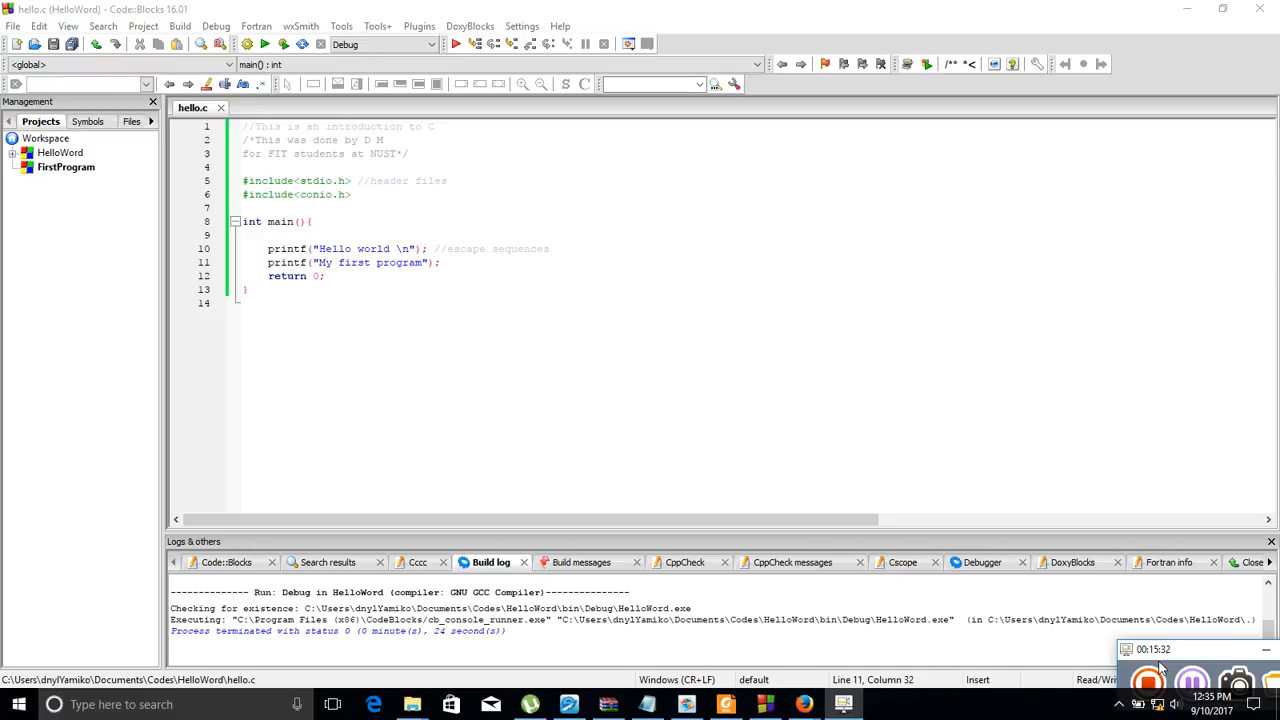 hello.c (HelloWord) - Code::Blocks 16.01
File Edit View Search Project Build Debug Fortran wxSmith Tools Tools+ Plugins DoxyBlocks Settings Help
Debug
<global> main() : int /** *<
S C
Management
Projects Symbols Files
Workspace
HelloWord
FirstProgram
hello.c
1 //This is an introduction to C
2 /*This was done by D M
3 for FIT students at NUST*/
4
5 #include<stdio.h> //header files
6 #include<conio.h>
7
8 int main(){
9
10 printf("Hello world \n"); //escape sequences
11 printf("My first program");
12 return 0;
13 }
14
Logs & others
Code::Blocks Search results Cccc Build log Build messages CppCheck CppCheck messages Cscope Debugger DoxyBlocks Fortran info Close
-------------- Run: Debug in HelloWord (compiler: GNU GCC Compiler)---------------
Checking for existence: C:\Users\dnylYamiko\Documents\Codes\HelloWord\bin\Debug\HelloWord.exe
Executing: "C:\Program Files (x86)\CodeBlocks/cb_console_runner.exe" "C:\Users\dnylYamiko\Documents\Codes\HelloWord\bin\Debug\HelloWord.exe"  (in C:\Users\dnylYamiko\Documents\Codes\HelloWord\.)
Process terminated with status 0 (0 minute(s), 24 second(s))
00:15:32
C:\Users\dnylYamiko\Documents\Codes\HelloWord\hello.c Windows (CR+LF) default Line 11, Column 32 Insert Read/Wri
Type here to search
12:35 PM
9/10/2017